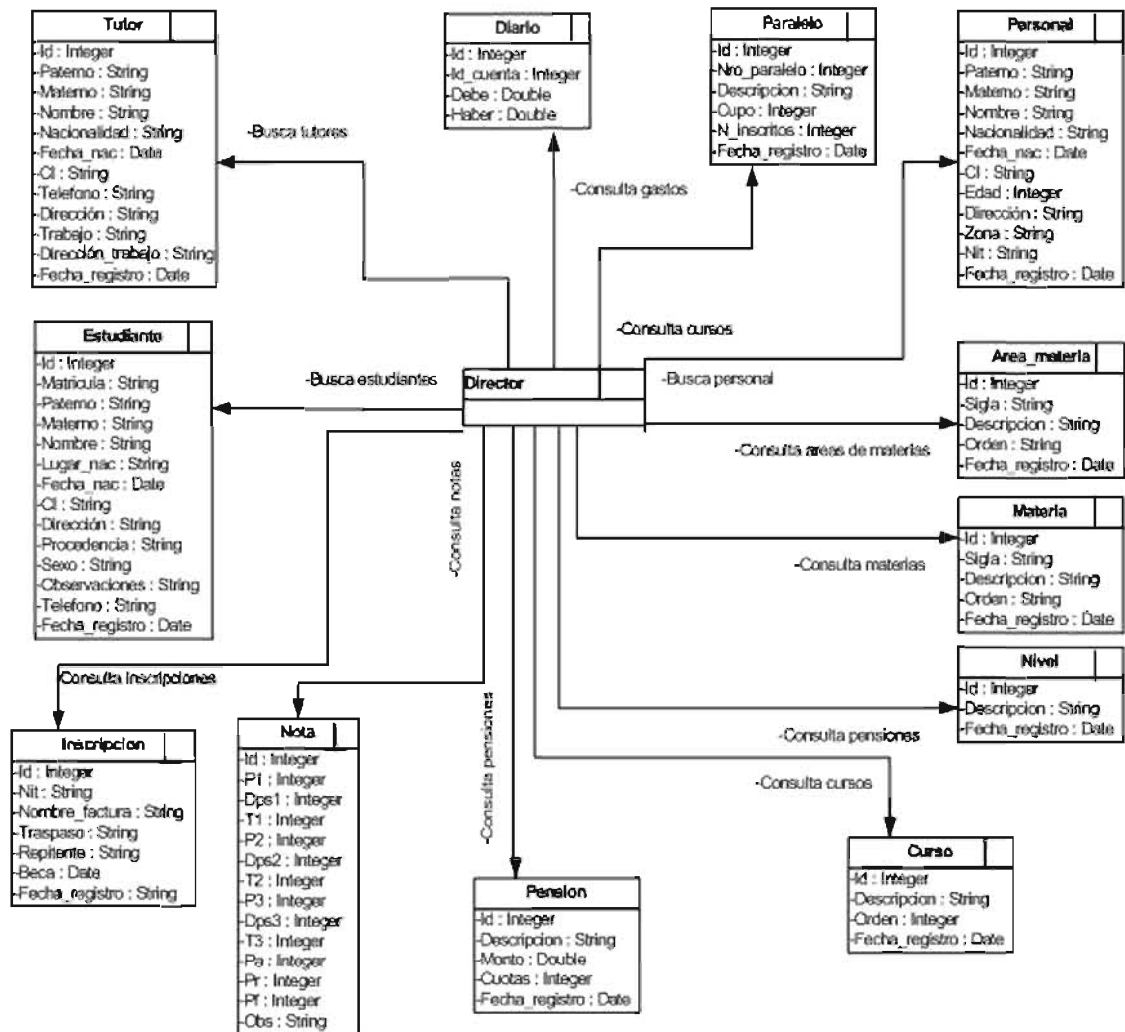 Tutor
-Id : Integer
-Paterno : String
-Materno : String
-Nombre : String
-Nacionalidad : String
-Fecha_nac : Date
-CI : String
-Telefono : String
-Dirección : String
-Trabajo : String
-Dirección_trabajo : String
-Fecha_registro : Date
Diario
-Id : Integer
-Id_cuenta : Integer
-Debe : Double
-Haber : Double
Paralelo
-Id : Integer
-Nro_paralelo : Integer
-Descripcion : String
-Cupo : Integer
-N_inscritos : Integer
-Fecha_registro : Date
Personal
-Id : Integer
-Paterno : String
-Materno : String
-Nombre : String
-Nacionalidad : String
-Fecha_nac : Date
-CI : String
-Edad : Integer
-Dirección : String
-Zona : String
-Nit : String
-Fecha_registro : Date
-Busca tutores
-Consulta gastos
-Consulta cursos
Estudiante
-Id : Integer
-Matricula : String
-Paterno : String
-Materno : String
-Nombre : String
-Lugar_nac : String
-Fecha_nac : Date
-CI : String
-Dirección : String
-Procedencia : String
-Sexo : String
-Observaciones : String
-Telefono : String
-Fecha_registro : Date
-Busca estudiantes
Director
-Busca personal
Area_materia
-Id : Integer
-Sigla : String
-Descripcion : String
-Orden : String
-Fecha_registro : Date
-Consulta areas de materias
-Consulta notas
Materia
-Id : Integer
-Sigla : String
-Descripcion : String
-Orden : String
-Fecha_registro : Date
-Consulta materias
Nivel
-Id : Integer
-Descripcion : String
-Fecha_registro : Date
-Consulta pensiones
-Consulta inscripciones
Inscripcion
-Id : Integer
-Nit : String
-Nombre_factura : String
-Traspaso : String
-Repitente : String
-Beca : Date
-Fecha_registro : String
Nota
-Id : Integer
-P1 : Integer
-Dps1 : Integer
-T1 : Integer
-P2 : Integer
-Dps2 : Integer
-T2 : Integer
-P3 : Integer
-Dps3 : Integer
-T3 : Integer
-Pa : Integer
-Pr : Integer
-Pf : Integer
-Obs : String
-Consulta pensiones
-Consulta cursos
Pension
-Id : Integer
-Descripcion : String
-Monto : Double
-Cuotas : Integer
-Fecha_registro : Date
Curso
-Id : Integer
-Descripcion : String
-Orden : Integer
-Fecha_registro : Date